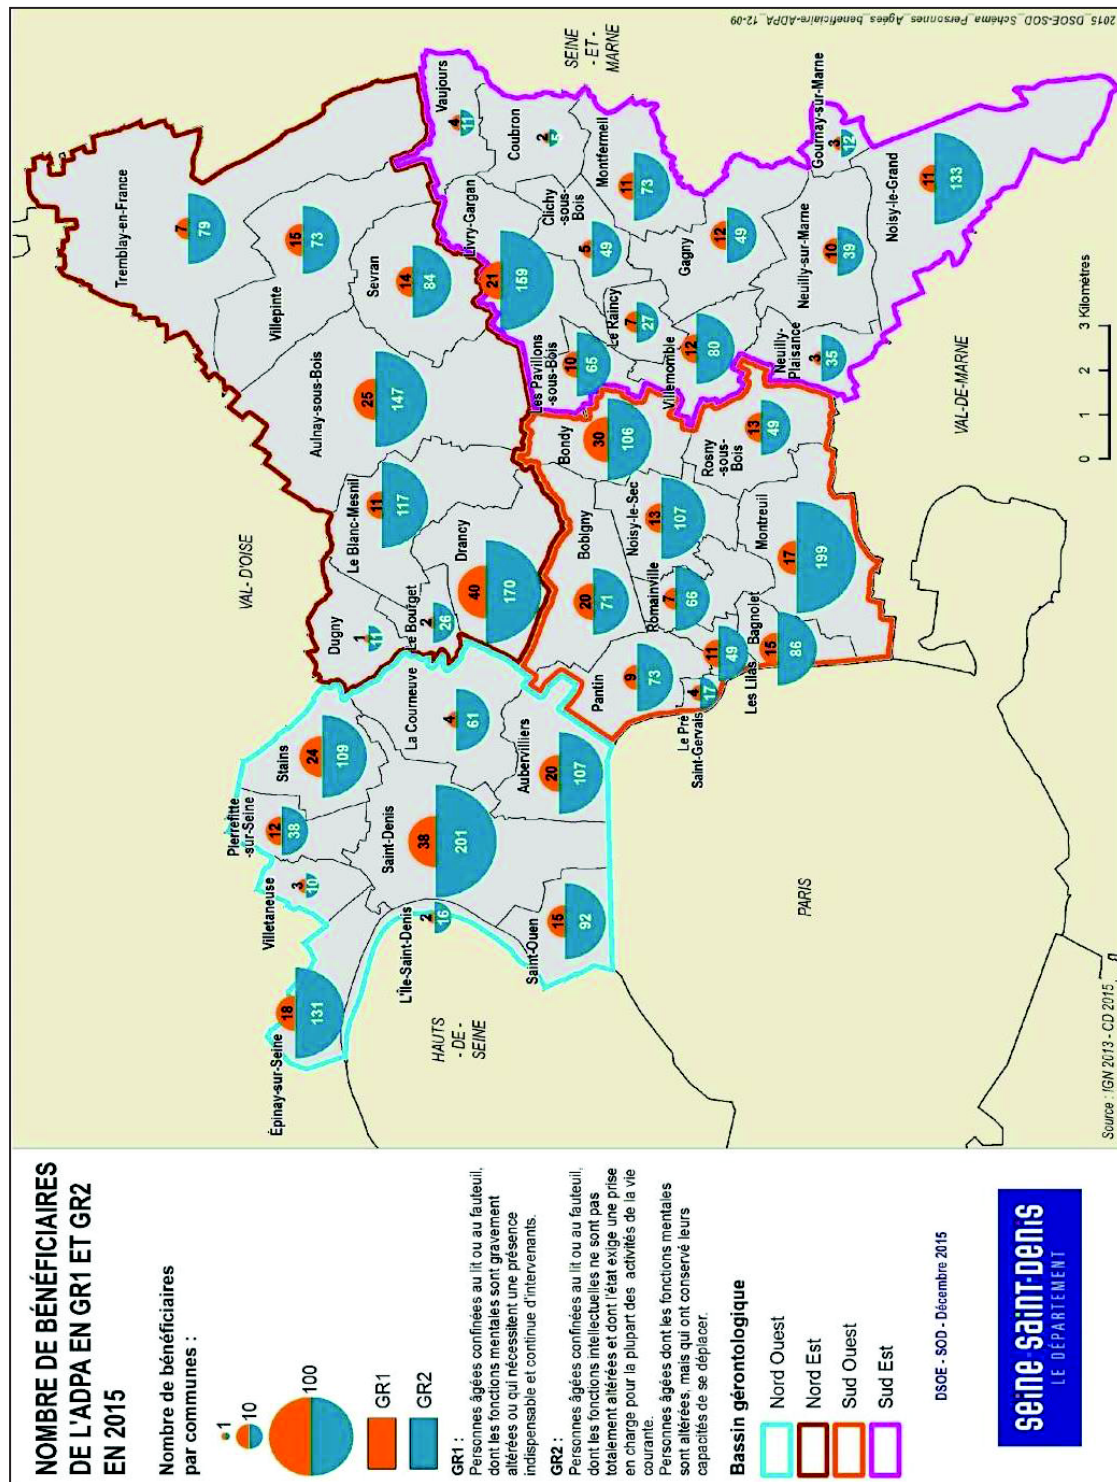 NOMBRE DE BÉNÉFICIAIRES
DE L'ADPA EN GR1 ET GR2
EN 2015
Nombre de bénéficiaires
par communes :
1
10
100
GR1
GR2
GR1 :
Personnes âgées confinées au lit ou au fauteuil,
dont les fonctions mentales sont gravement
altérées ou qui nécessitent une présence
indispensable et continue d'intervenants.
GR2 :
Personnes âgées confinées au lit ou au fauteuil,
dont les fonctions intellectuelles ne sont pas
totalement altérées et dont l'état exige une prise
en charge pour la plupart des activités de la vie
courante.
Personnes âgées dont les fonctions mentales
sont altérées, mais qui ont conservé leurs
capacités de se déplacer.
Bassin gérontologique
Nord Ouest
Nord Est
Sud Ouest
Sud Est
DSOE - SOD - Décembre 2015
seine-saint-denis
LE DÉPARTEMENT
VAL-D'OISE
HAUTS
- DE -
SEINE
PARIS
VAL-DE-MARNE
SEINE
- ET -
MARNE
Épinay-sur-Seine
18
131
Villetaneuse
3
10
Pierrefitte
-sur-Seine
12
38
Stains
24
109
L'Île-Saint-Denis
2
16
Saint-Denis
38
201
La Courneuve
4
61
Saint-Ouen
15
92
Aubervilliers
20
107
Dugny
1
11
Le Bourget
2
26
Le Blanc-Mesnil
11
117
Drancy
40
170
Aulnay-sous-Bois
25
147
Tremblay-en-France
7
79
Villepinte
15
73
Sevran
14
84
Pantin
9
73
Le Pré
Saint-Gervais
4
17
Les Lilas
11
49
Bagnolet
15
86
Bobigny
20
71
Romainville
7
66
Noisy-le-Sec
13
107
Montreuil
17
199
Bondy
30
106
Rosny
-sous-
Bois
13
49
Les Pavillons
-sous-Bois
10
65
Livry-Gargan
21
159
Vaujours
4
11
Coubron
2
5
Clichy
-sous-
Bois
5
49
Montfermeil
11
73
Le Raincy
7
27
Villemomble
12
80
Gagny
12
49
Neuilly-
Plaisance
3
35
Neuilly-sur-Marne
10
39
Gournay-sur-Marne
3
12
Noisy-le-Grand
11
133
0 1 2 3 Kilomètres
Source : IGN 2013 - CD 2015
2015_DSOE-SOD_Schéma_Personnes_Agées_beneficiaire-ADPA_12-09